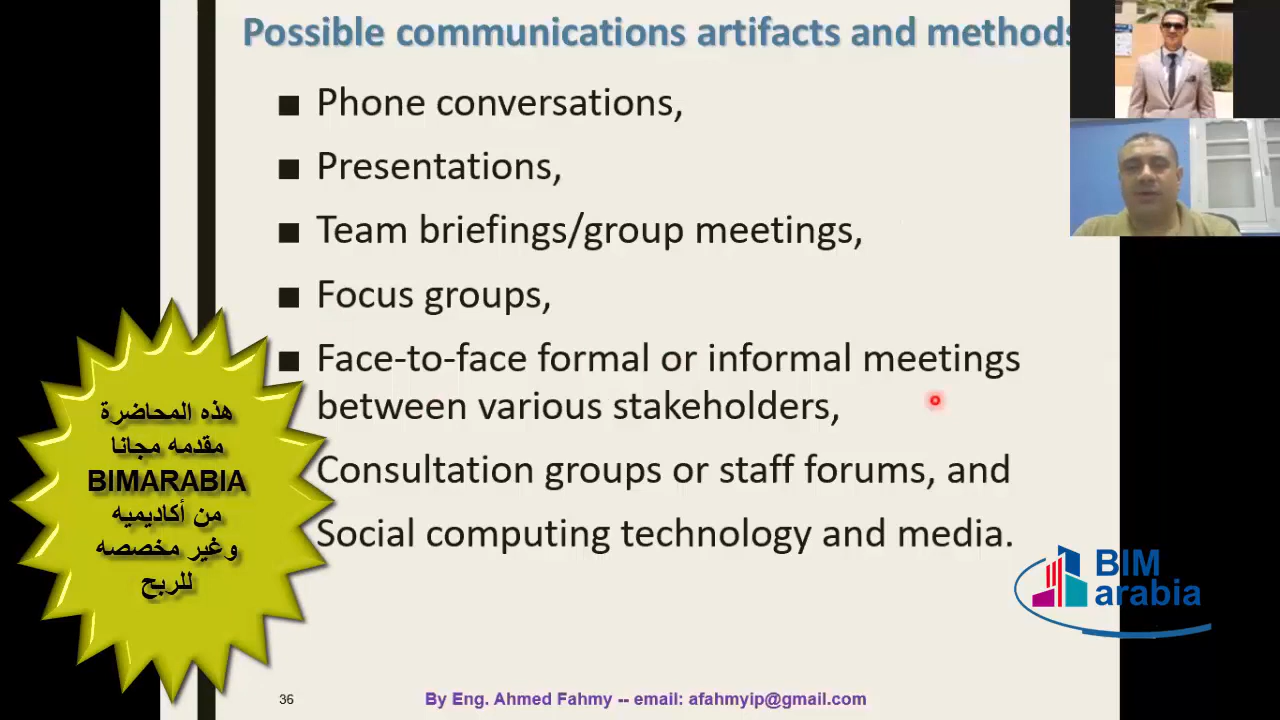 Possible communications artifacts and methods
■ Phone conversations,
■ Presentations,
■ Team briefings/group meetings,
■ Focus groups,
■ Face-to-face formal or informal meetings
between various stakeholders,
Consultation groups or staff forums, and
Social computing technology and media.
هذه المحاضرة
مقدمه مجانا
BIMARABIA
من أكاديميه
وغير مخصصه
للربح
BIM
arabia
36
By Eng. Ahmed Fahmy -- email: afahmyip@gmail.com